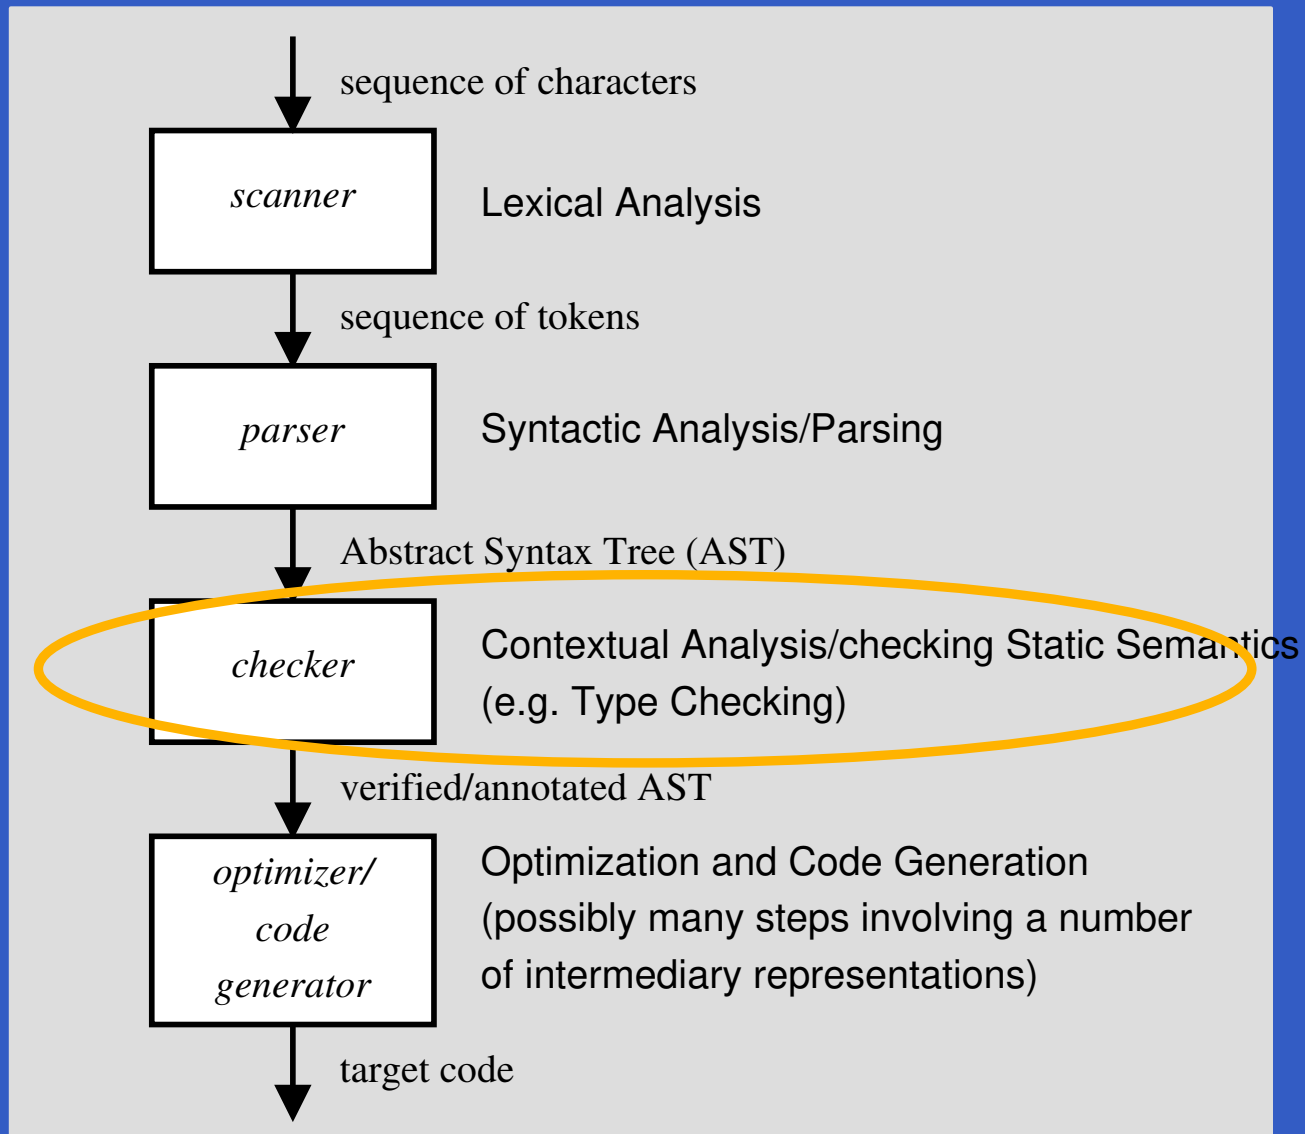 sequence of characters
scanner
Lexical Analysis
sequence of tokens
parser
Syntactic Analysis/Parsing
Abstract Syntax Tree (AST)
checker
Contextual Analysis/checking Static Semantics
(e.g. Type Checking)
verified/annotated AST
optimizer/
code
generator
Optimization and Code Generation
(possibly many steps involving a number
of intermediary representations)
target code